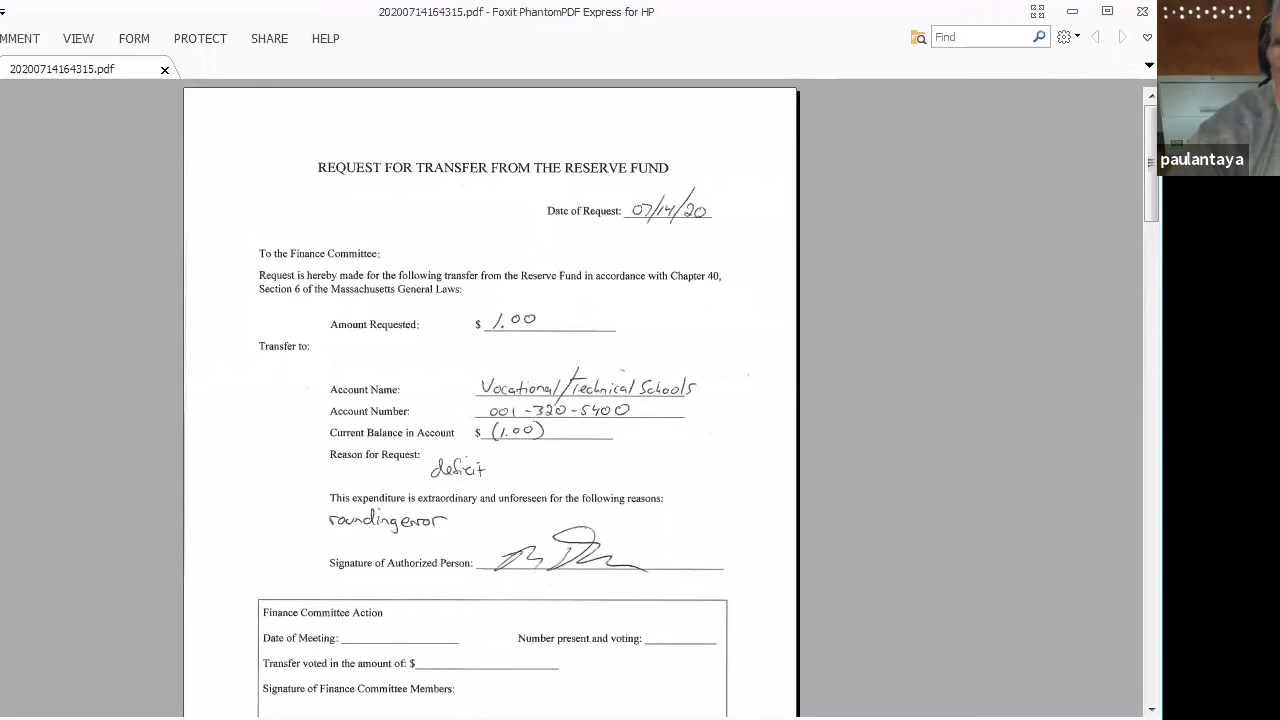 20200714164315.pdf - Foxit PhantomPDF Express for HP
MMENT VIEW FORM PROTECT SHARE HELP
Find
20200714164315.pdf
paulantaya
REQUEST FOR TRANSFER FROM THE RESERVE FUND
Date of Request: 07/14/20
To the Finance Committee:
Request is hereby made for the following transfer from the Reserve Fund in accordance with Chapter 40,
Section 6 of the Massachusetts General Laws:
Amount Requested: $ 1.00
Transfer to:
Account Name: Vocational/Technical Schools
Account Number: 001-320-5400
Current Balance in Account $ (1.00)
Reason for Request:
deficit
This expenditure is extraordinary and unforeseen for the following reasons:
rounding error
Signature of Authorized Person:
Finance Committee Action
Date of Meeting: Number present and voting:
Transfer voted in the amount of: $
Signature of Finance Committee Members: